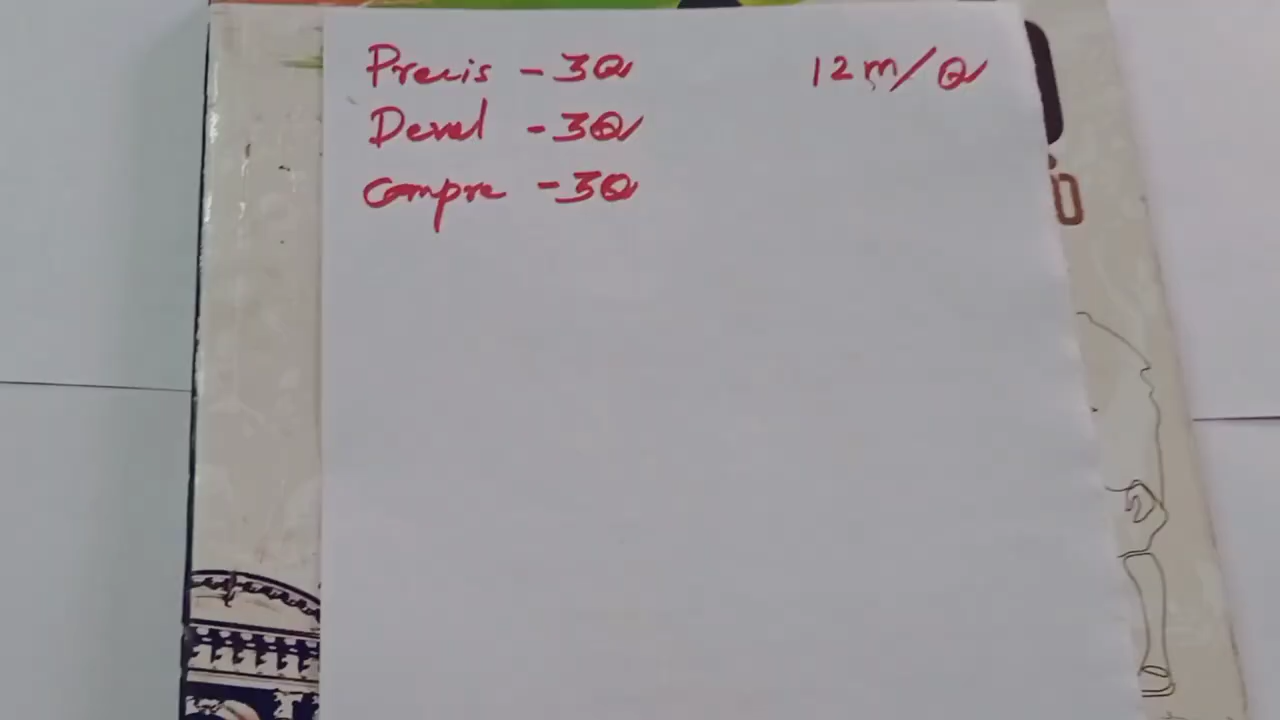 Precis - 3Q 12m/Q
Devel - 3Q
Compre - 3Q